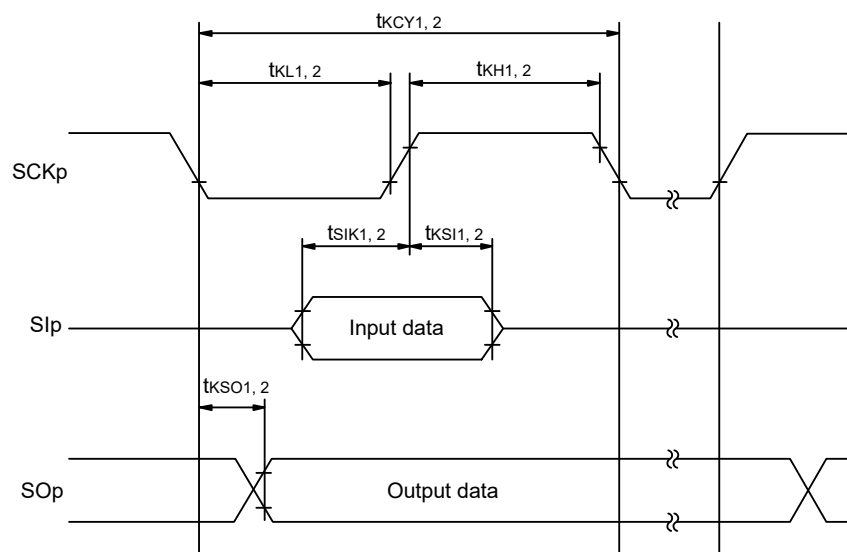 tKCY1, 2
tKL1, 2
tKH1, 2
SCKp
tSIK1, 2
tKSI1, 2
SIp
Input data
tKSO1, 2
SOp
Output data